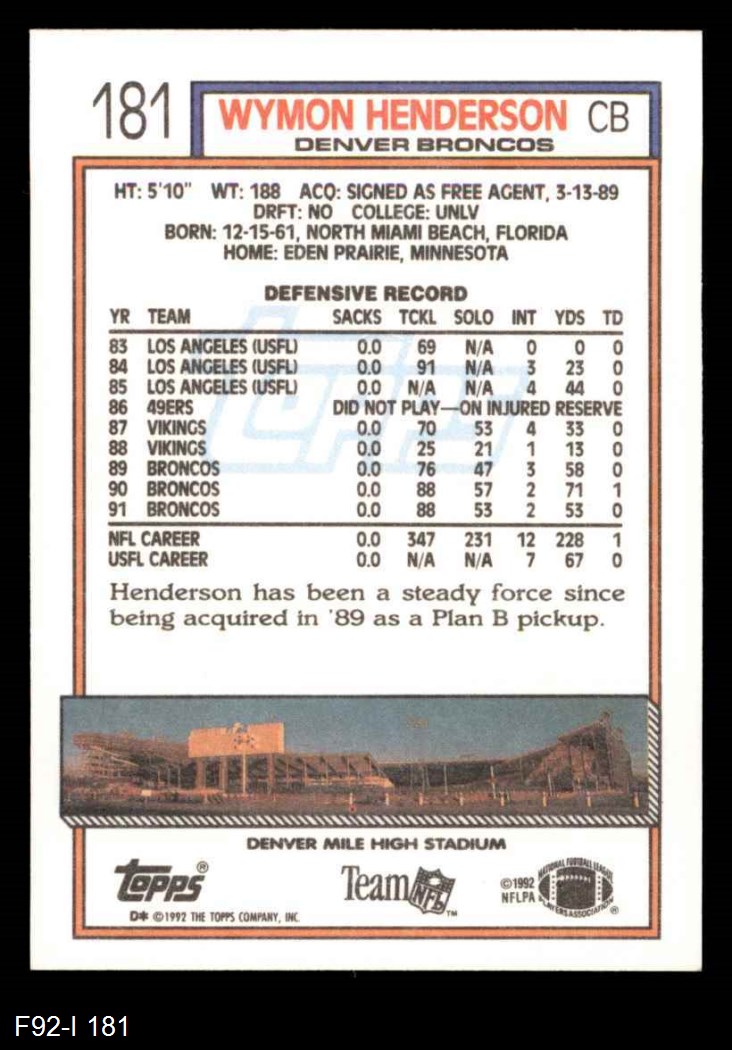 181 WYMON HENDERSON CB
DENVER BRONCOS
HT: 5'10" WT: 188 ACQ: SIGNED AS FREE AGENT, 3-13-89
DRFT: NO COLLEGE: UNLV
BORN: 12-15-61, NORTH MIAMI BEACH, FLORIDA
HOME: EDEN PRAIRIE, MINNESOTA
DEFENSIVE RECORD
YR TEAM SACKS TCKL SOLO INT YDS TD
83 LOS ANGELES (USFL) 0.0 69 N/A 0 0 0
84 LOS ANGELES (USFL) 0.0 91 N/A 3 23 0
85 LOS ANGELES (USFL) 0.0 N/A N/A 4 44 0
86 49ERS DID NOT PLAY—ON INJURED RESERVE
87 VIKINGS 0.0 70 53 4 33 0
88 VIKINGS 0.0 25 21 1 13 0
89 BRONCOS 0.0 76 47 3 58 0
90 BRONCOS 0.0 88 57 2 71 1
91 BRONCOS 0.0 88 53 2 53 0
NFL CAREER 0.0 347 231 12 228 1
USFL CAREER 0.0 N/A N/A 7 67 0
TOPPS
Henderson has been a steady force since
being acquired in '89 as a Plan B pickup.
DENVER MILE HIGH STADIUM
TOPPS®
D* ©1992 THE TOPPS COMPANY, INC.
Team NFL™
©1992
NFLPA
NATIONAL FOOTBALL LEAGUE
PLAYERS ASSOCIATION®
F92-I 181